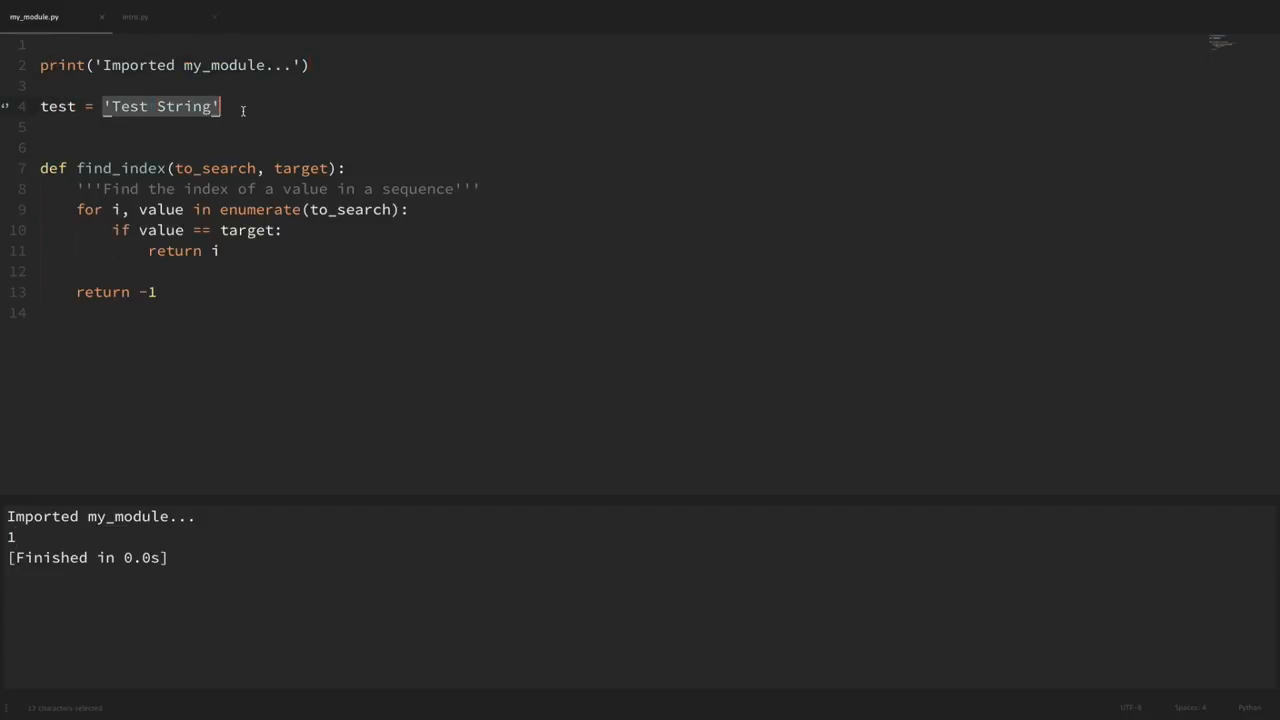 my_module.py × intro.py ×
1
2 print('Imported my_module...')
3
4 test = 'Test String'
5
6
7 def find_index(to_search, target):
8 '''Find the index of a value in a sequence'''
9 for i, value in enumerate(to_search):
10 if value == target:
11 return i
12
13 return -1
14
Imported my_module...
1
[Finished in 0.0s]
13 characters selected UTF-8 Spaces: 4 Python